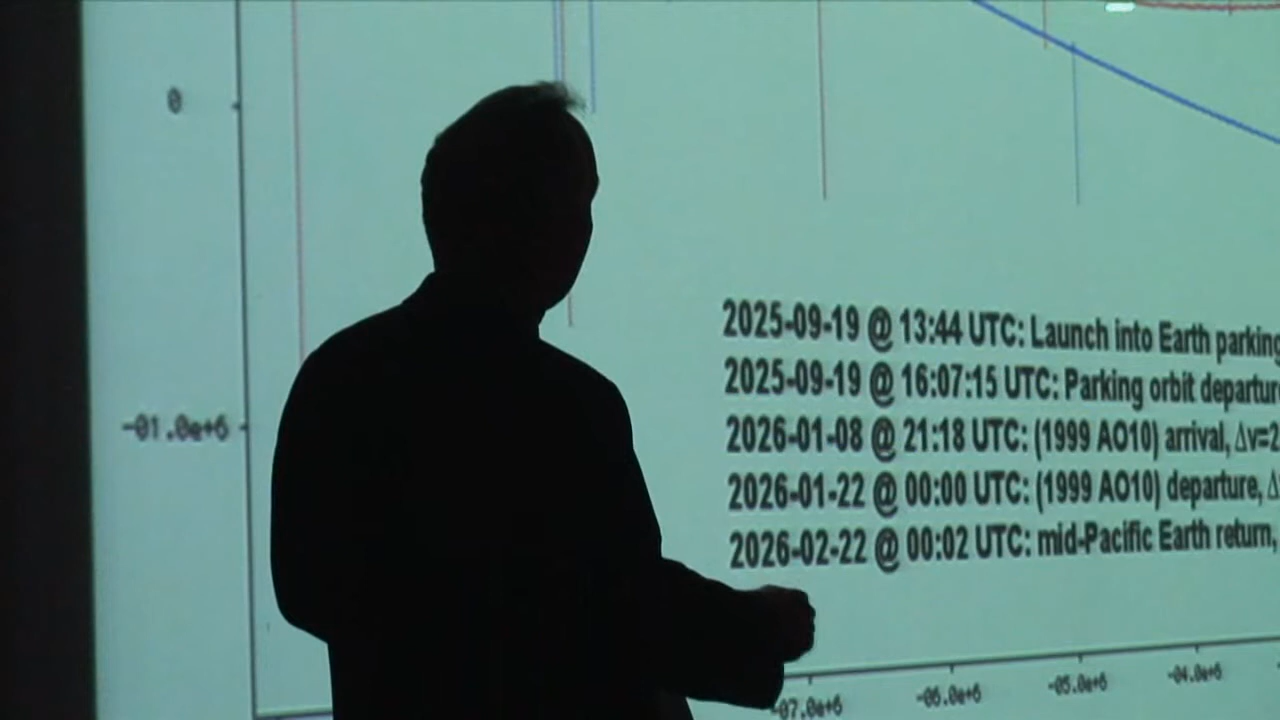 0
-01.0e+6
2025-09-19 @ 13:44 UTC: Launch into Earth parking
2025-09-19 @ 16:07:15 UTC: Parking orbit departur
2026-01-08 @ 21:18 UTC: (1999 AO10) arrival, Δv=2
2026-01-22 @ 00:00 UTC: (1999 AO10) departure, Δ
2026-02-22 @ 00:02 UTC: mid-Pacific Earth return,
-07.0e+6 -06.0e+6 -05.0e+6 -04.0e+6